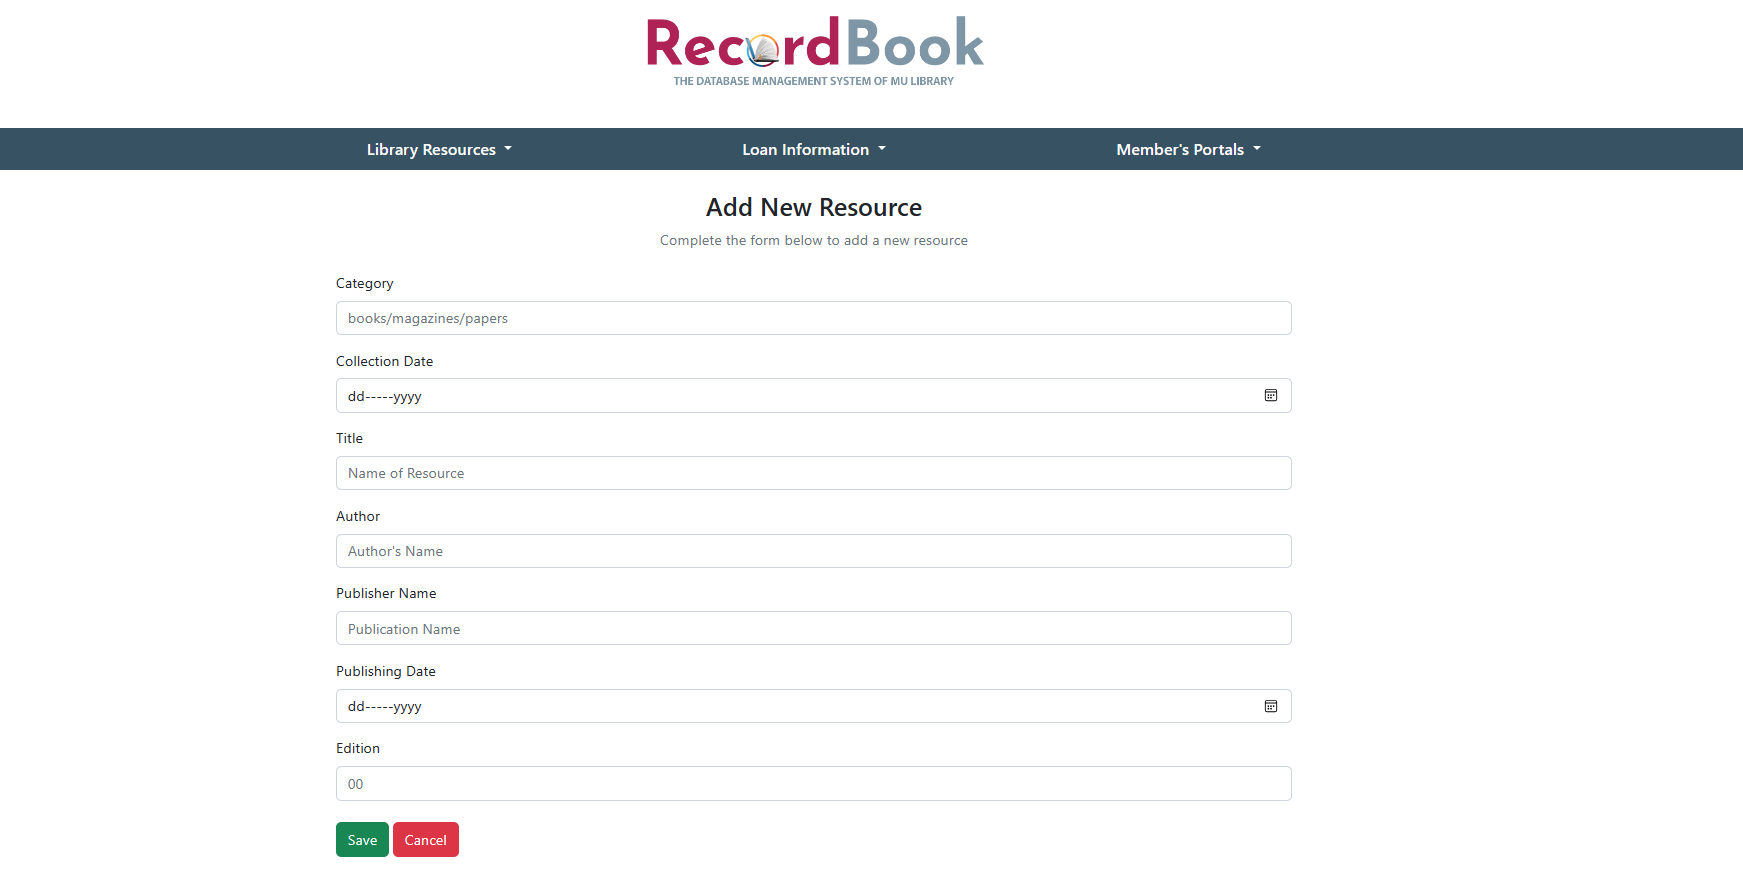 RecordBook
THE DATABASE MANAGEMENT SYSTEM OF MU LIBRARY
Library Resources Loan Information Member's Portals
Add New Resource
Complete the form below to add a new resource
Category
books/magazines/papers
Collection Date
dd-----yyyy
Title
Name of Resource
Author
Author's Name
Publisher Name
Publication Name
Publishing Date
dd-----yyyy
Edition
00
Save Cancel